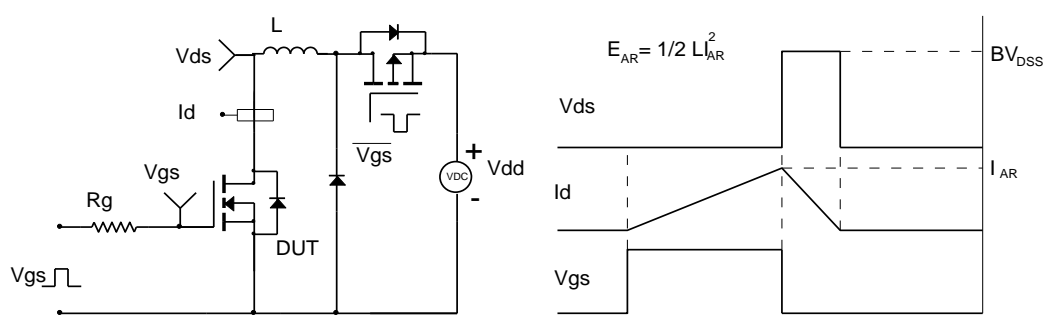 L
Vds
Id
Vgs
Vgs
Rg
DUT
Vgs
VDC
+
-
Vdd
E_AR= 1/2 LI²_AR
Vds
BV_DSS
Id
I_AR
Vgs